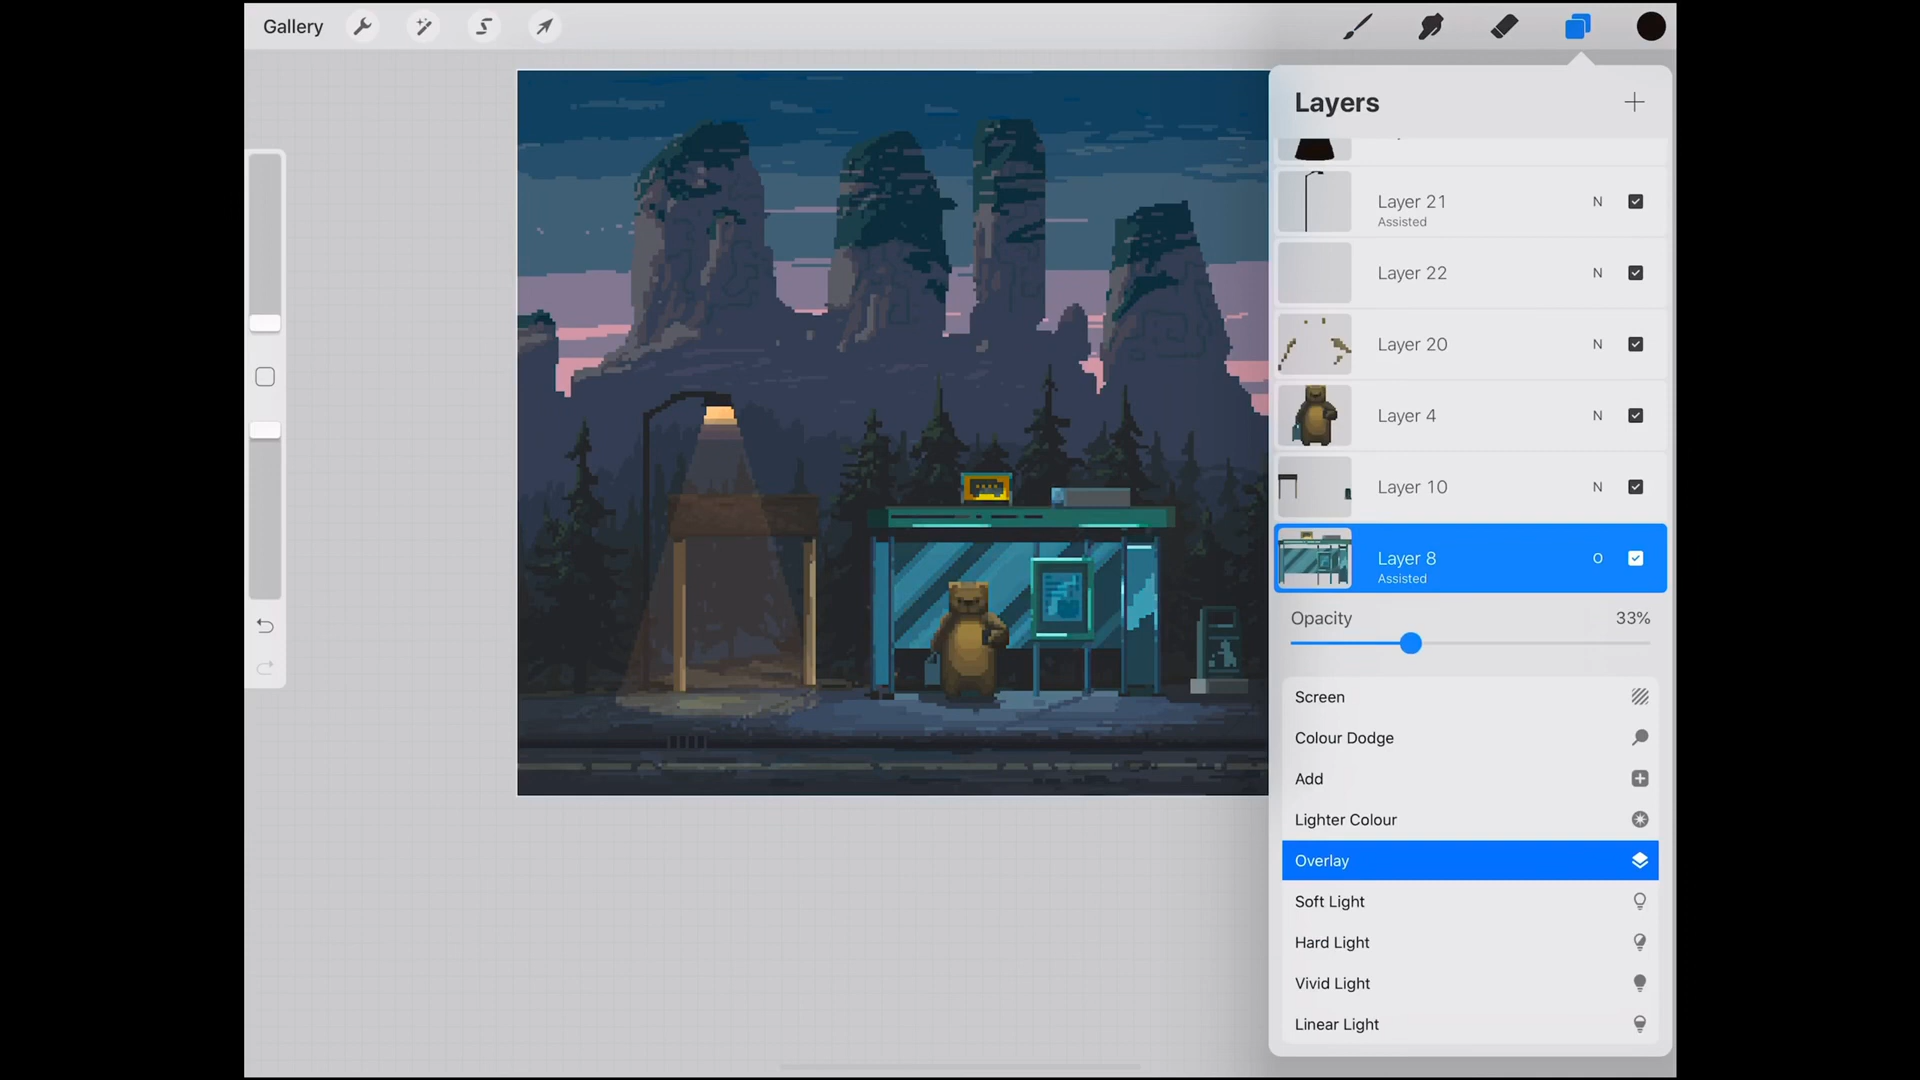 Gallery
Layers
Layer 21 N
Assisted
Layer 22 N
Layer 20 N
Layer 4 N
Layer 10 N
Layer 8 O
Assisted
Opacity 33%
Screen
Colour Dodge
Add
Lighter Colour
Overlay
Soft Light
Hard Light
Vivid Light
Linear Light